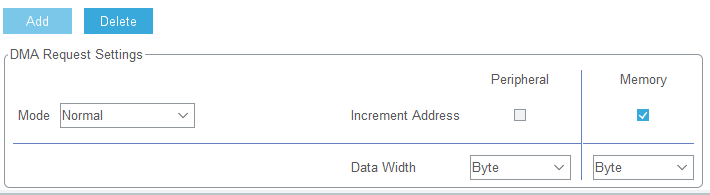 Add Delete
DMA Request Settings
Peripheral Memory
Mode Normal Increment Address
Data Width Byte Byte